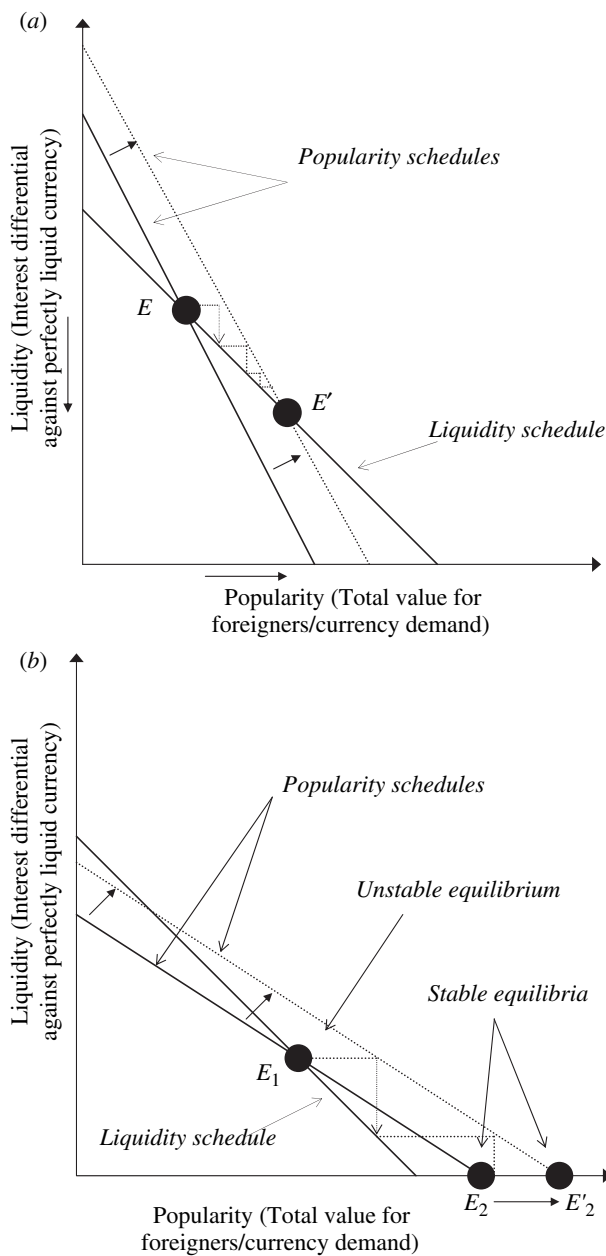 (a)
Liquidity (Interest differential
against perfectly liquid currency)
Popularity schedules
E
E′
Liquidity schedule
Popularity (Total value for
foreigners/currency demand)
(b)
Liquidity (Interest differential
against perfectly liquid currency)
Popularity schedules
Unstable equilibrium
Stable equilibria
E1
Liquidity schedule
E2
E′2
Popularity (Total value for
foreigners/currency demand)